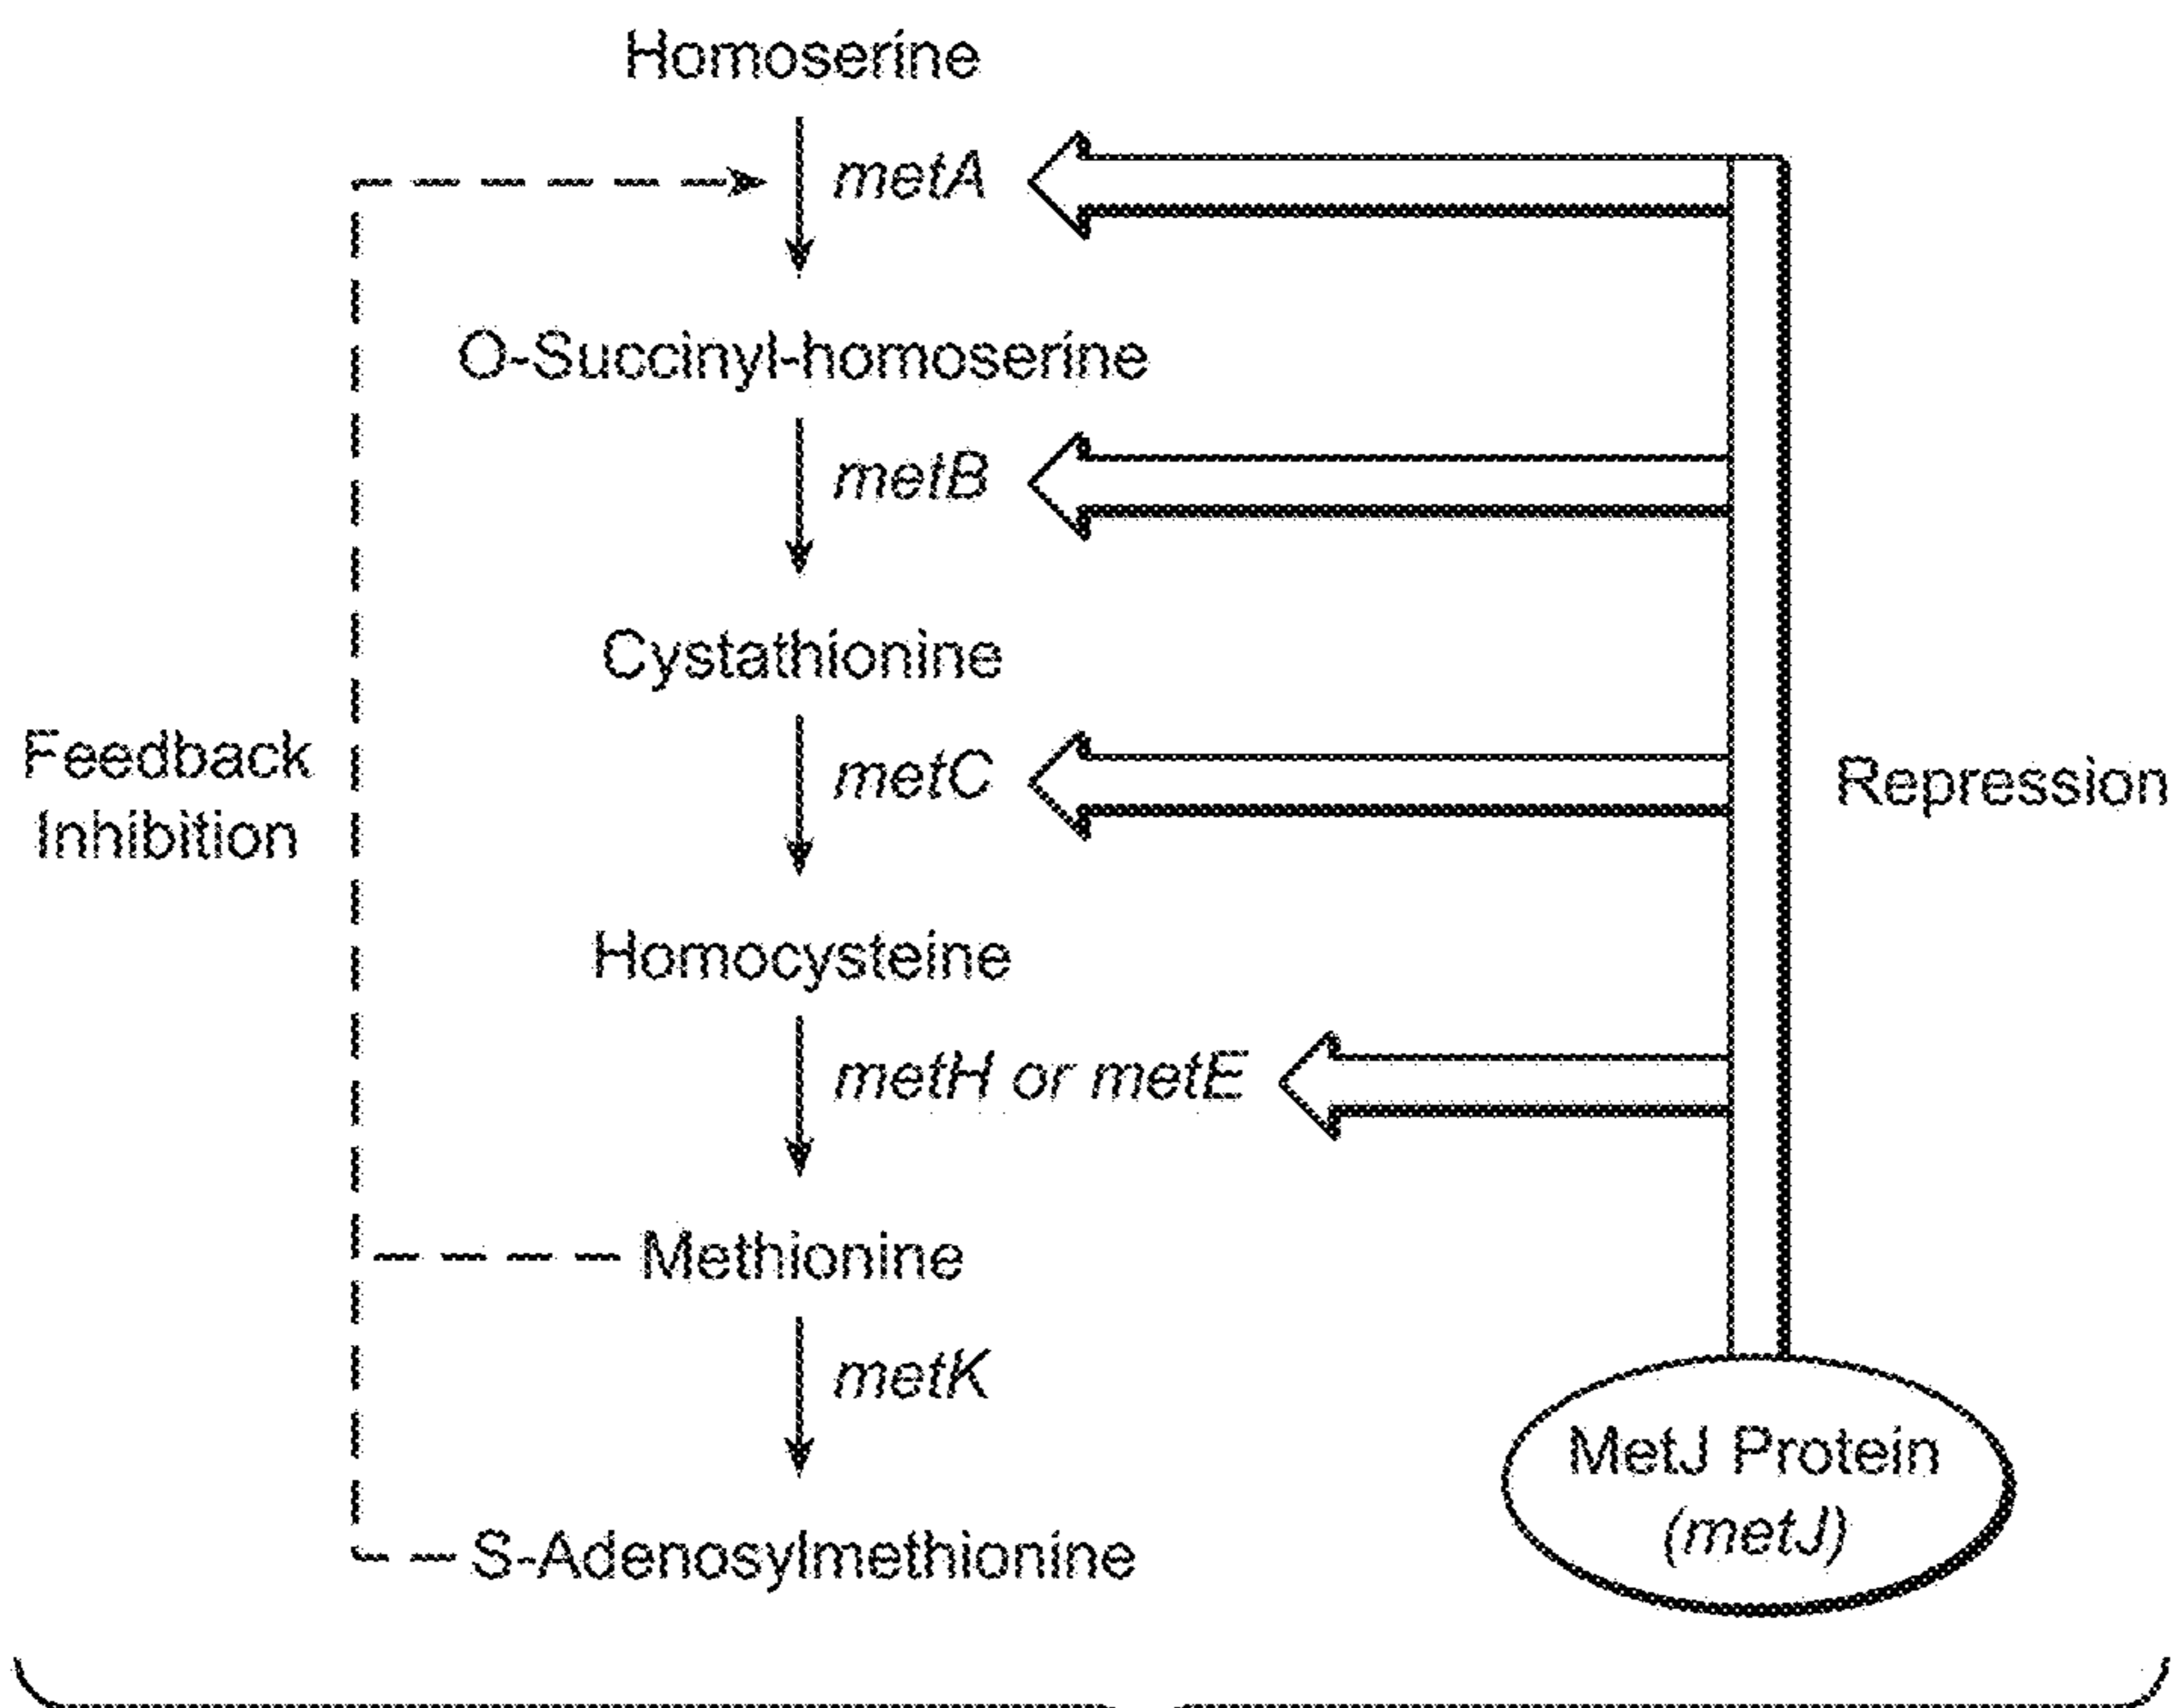 Homoserine
metA
O-Succinyl-homoserine
metB
Cystathionine
Feedback
Inhibition
metC
Repression
Homocysteine
metH or metE
Methionine
metK
MetJ Protein
(metJ)
S-Adenosylmethionine